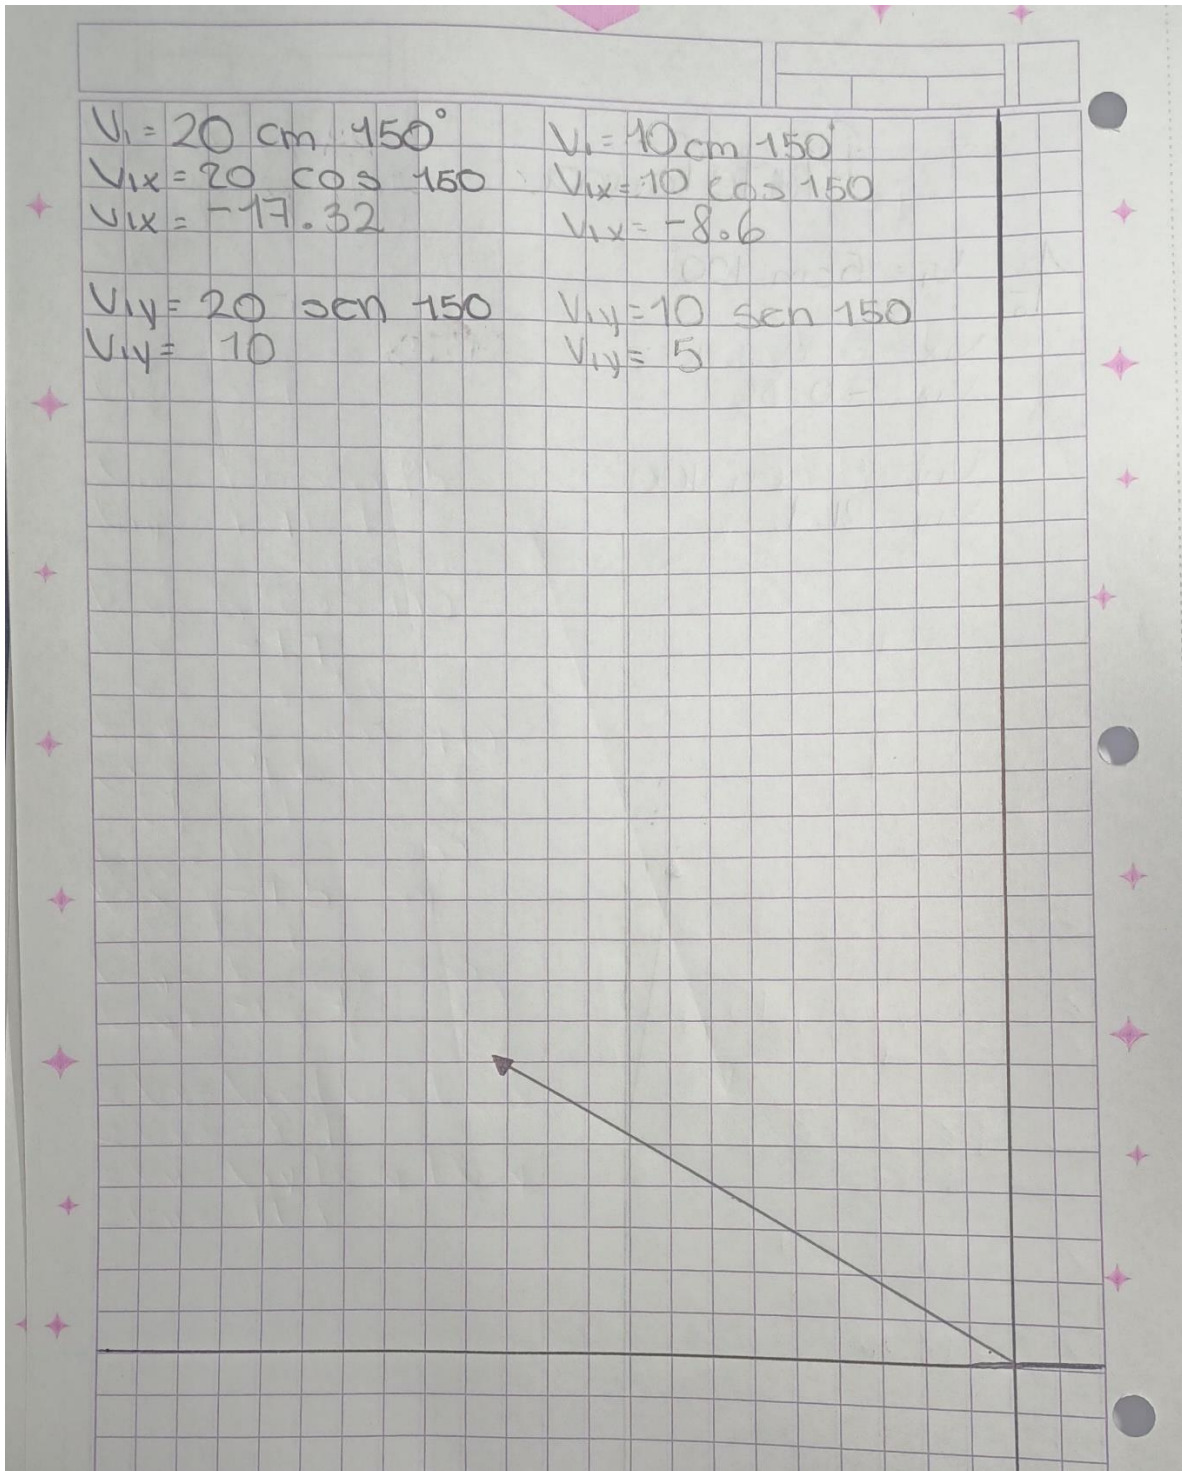 V₁ = 20 cm 150°
V₁x = 20 cos 150
V₁x = -17.32
V₁y = 20 sen 150
V₁y = 10
V₁ = 10 cm 150°
V₁x = 10 cos 150
V₁x = -8.6
V₁y = 10 sen 150
V₁y = 5